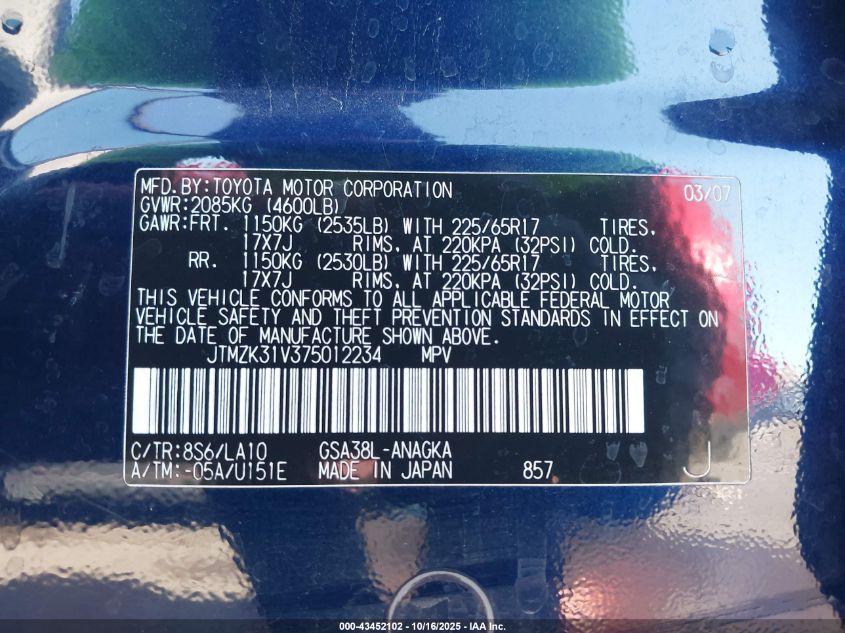 MFD.BY:TOYOTA MOTOR CORPORATION 03/07
GVWR:2085KG (4600LB)
GAWR:FRT. 1150KG (2535LB) WITH 225/65R17 TIRES,
17X7J RIMS, AT 220KPA (32PSI) COLD.
RR. 1150KG (2530LB) WITH 225/65R17 TIRES,
17X7J RIMS, AT 220KPA (32PSI) COLD.
THIS VEHICLE CONFORMS TO ALL APPLICABLE FEDERAL MOTOR
VEHICLE SAFETY AND THEFT PREVENTION STANDARDS IN EFFECT ON
THE DATE OF MANUFACTURE SHOWN ABOVE.
JTMZK31V375012234 MPV
C/TR:8S6/LA10 GSA38L-ANAGKA
A/TM:-05A/U151E MADE IN JAPAN 857 J
000-43452102 - 10/16/2025 - IAA Inc.